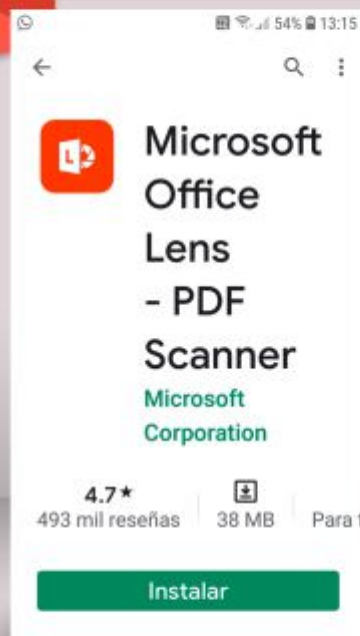 54% 13:15
Microsoft
Office
Lens
- PDF
Scanner
Microsoft
Corporation
4.7★
493 mil reseñas
38 MB
Para
Instalar